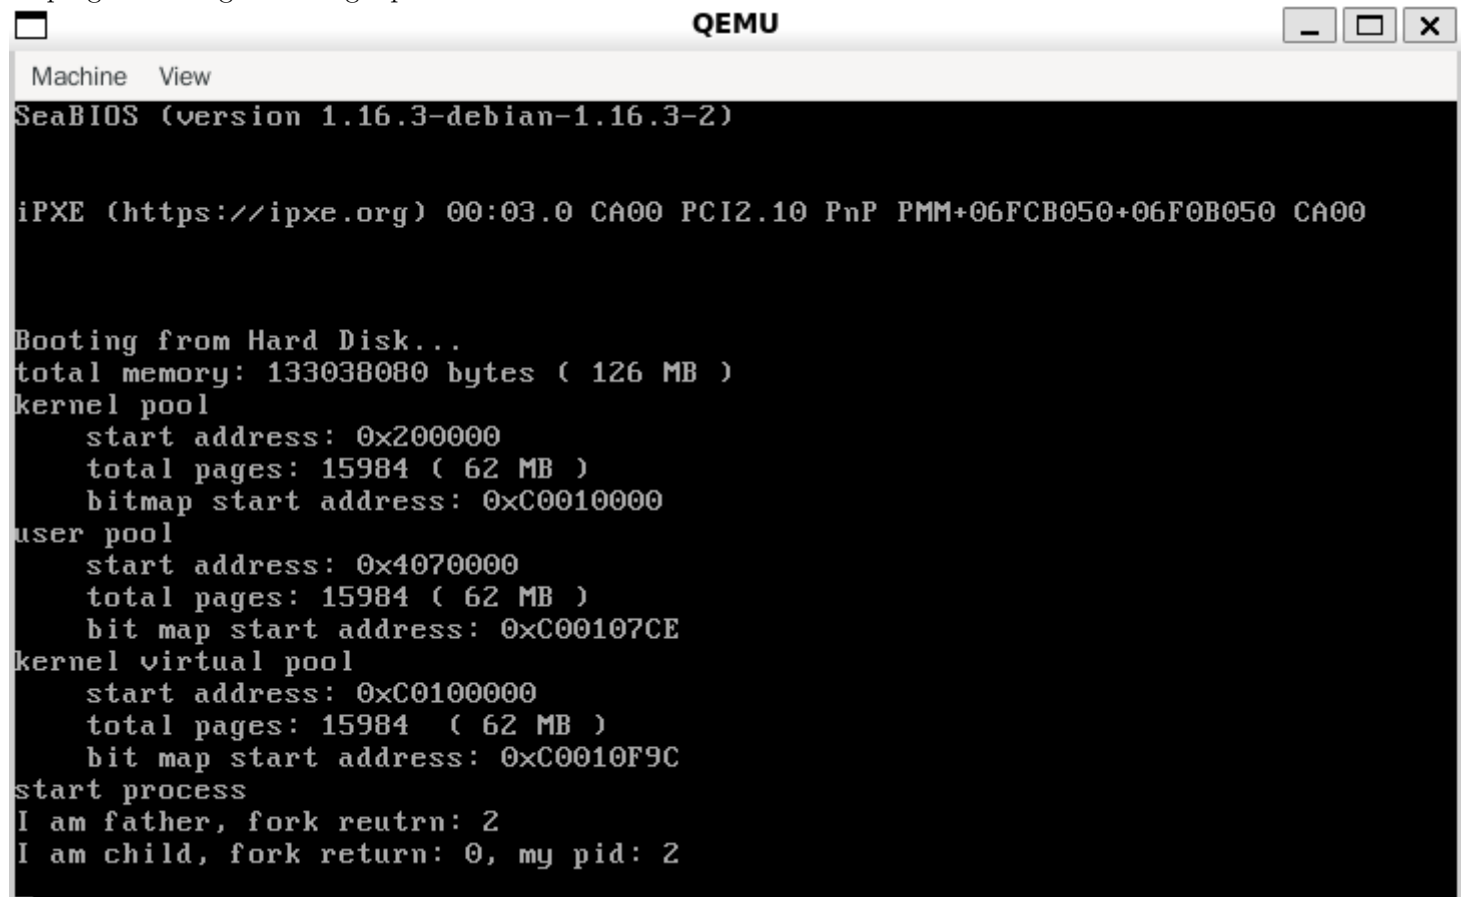 QEMU
Machine View
SeaBIOS (version 1.16.3-debian-1.16.3-2)
iPXE (https://ipxe.org) 00:03.0 CA00 PCI2.10 PnP PMM+06FCB050+06F0B050 CA00
Booting from Hard Disk...
total memory: 133038080 bytes ( 126 MB )
kernel pool
    start address: 0x200000
    total pages: 15984 ( 62 MB )
    bitmap start address: 0xC0010000
user pool
    start address: 0x4070000
    total pages: 15984 ( 62 MB )
    bit map start address: 0xC00107CE
kernel virtual pool
    start address: 0xC0100000
    total pages: 15984  ( 62 MB )
    bit map start address: 0xC0010F9C
start process
I am father, fork reutrn: 2
I am child, fork return: 0, my pid: 2